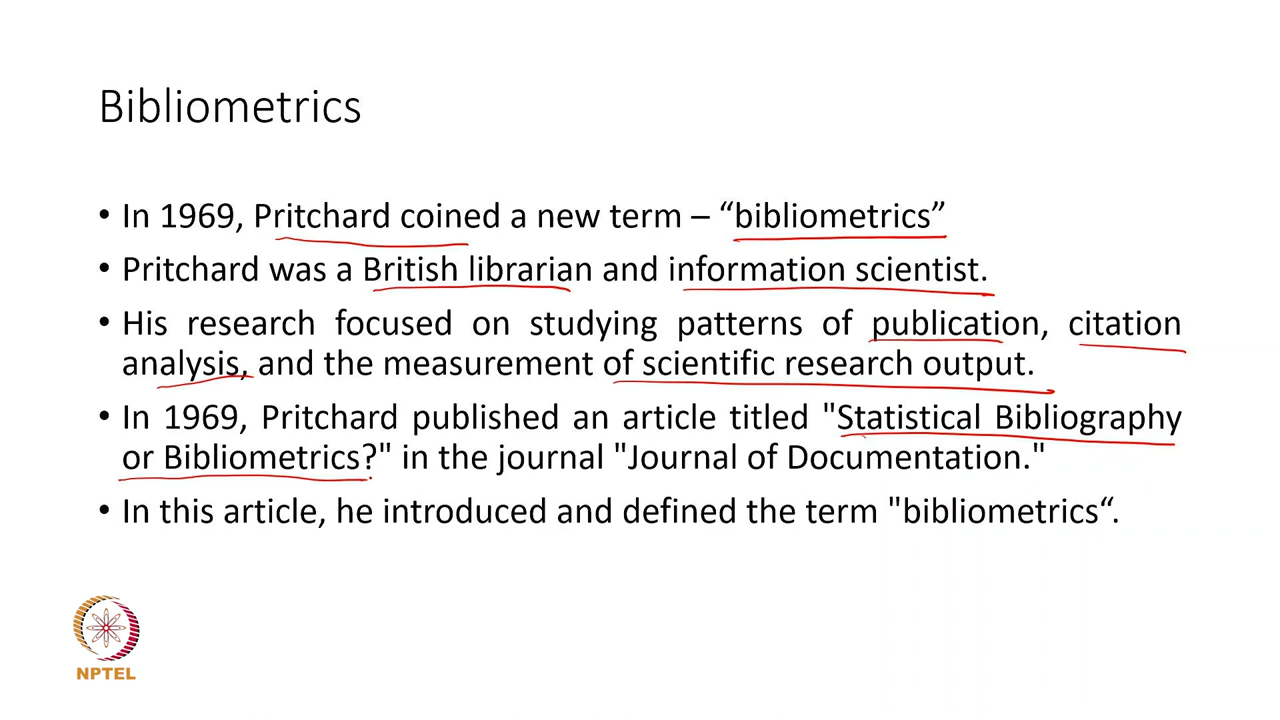 Bibliometrics
• In 1969, Pritchard coined a new term – “bibliometrics”
• Pritchard was a British librarian and information scientist.
• His research focused on studying patterns of publication, citation
analysis, and the measurement of scientific research output.
• In 1969, Pritchard published an article titled "Statistical Bibliography
or Bibliometrics?" in the journal "Journal of Documentation."
• In this article, he introduced and defined the term "bibliometrics“.
NPTEL